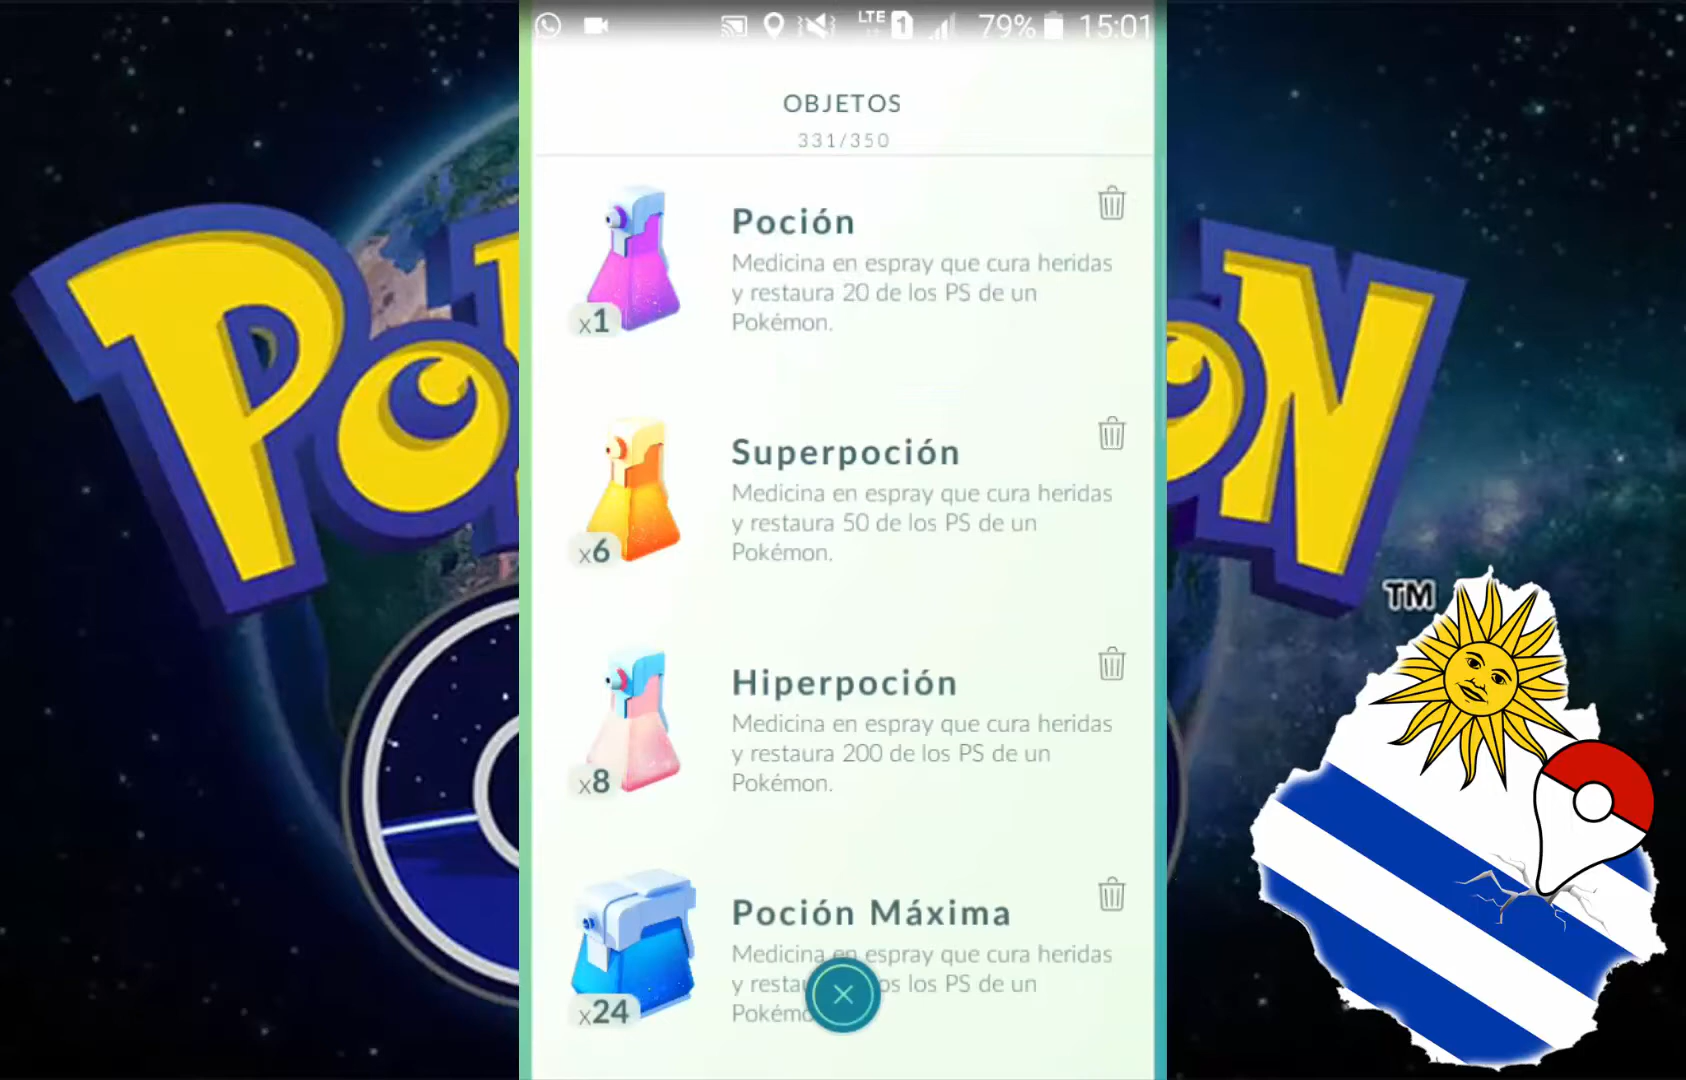 LTE 1 79% 15:01
OBJETOS
331/350
Poción
Medicina en espray que cura heridas
y restaura 20 de los PS de un
Pokémon.
x1
Superpoción
Medicina en espray que cura heridas
y restaura 50 de los PS de un
Pokémon.
x6
Hiperpoción
Medicina en espray que cura heridas
y restaura 200 de los PS de un
Pokémon.
x8
Poción Máxima
Medicina en espray que cura heridas
y los PS de un
x24
TM